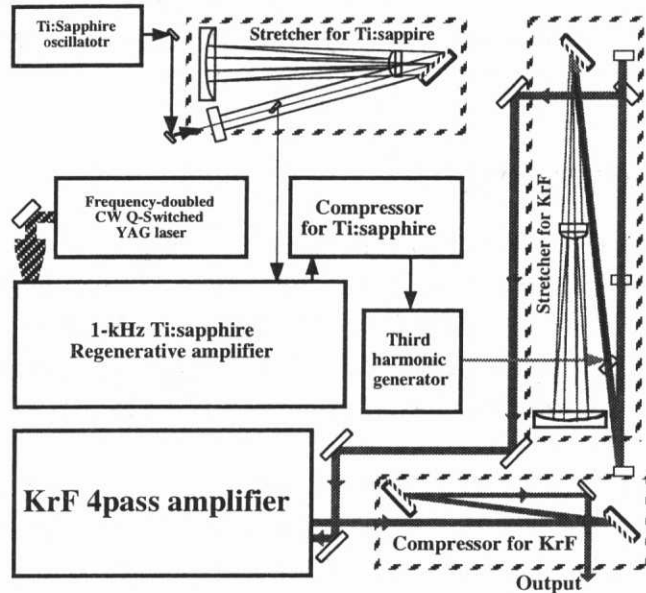 Ti:Sapphire
oscillatotr
Stretcher for Ti:sappire
Frequency-doubled
CW Q-Switched
YAG laser
Compressor
for Ti:sapphire
Stretcher for KrF
1-kHz Ti:sapphire
Regenerative amplifier
Third
harmonic
generator
KrF 4pass amplifier
Compressor for KrF
Output